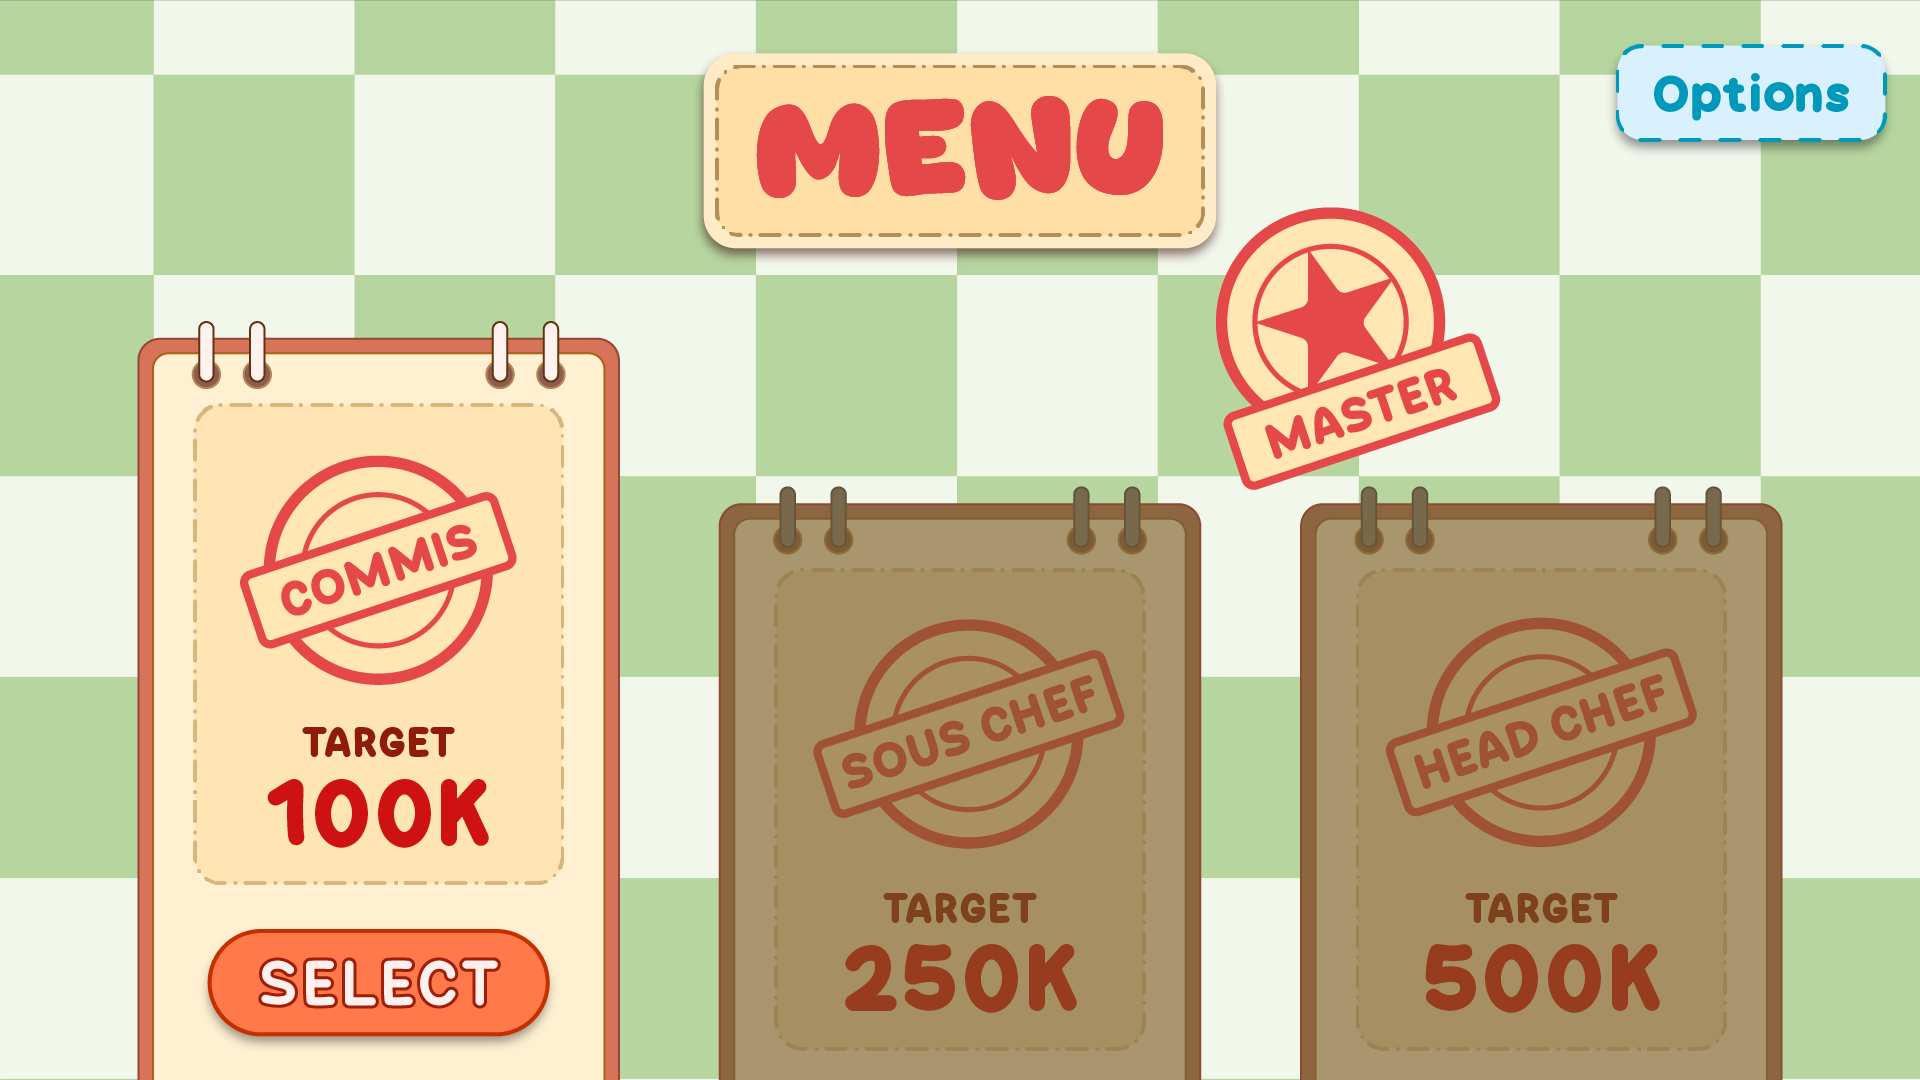 MENU
Options
MASTER
COMMIS
TARGET
100K
SELECT
SOUS CHEF
TARGET
250K
HEAD CHEF
TARGET
500K